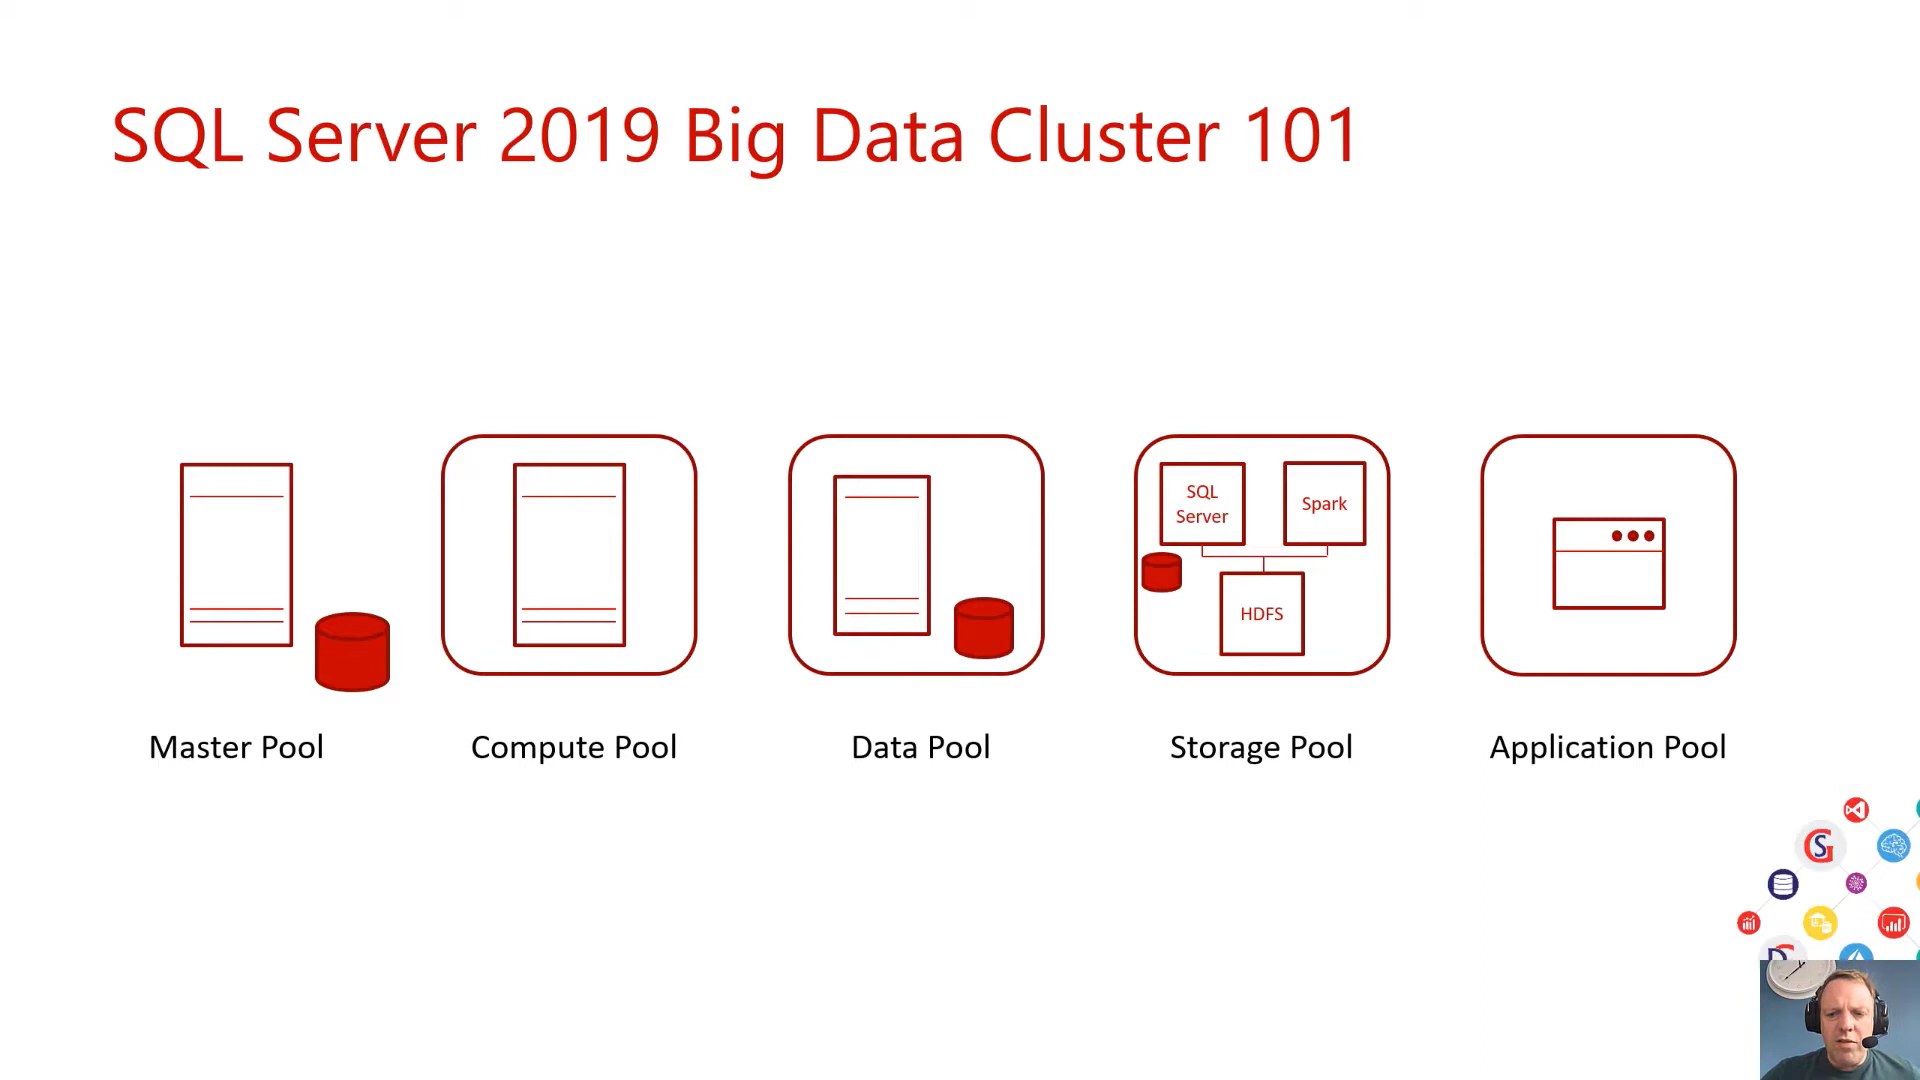 SQL Server 2019 Big Data Cluster 101
SQL
Server
Spark
HDFS
Master Pool
Compute Pool
Data Pool
Storage Pool
Application Pool